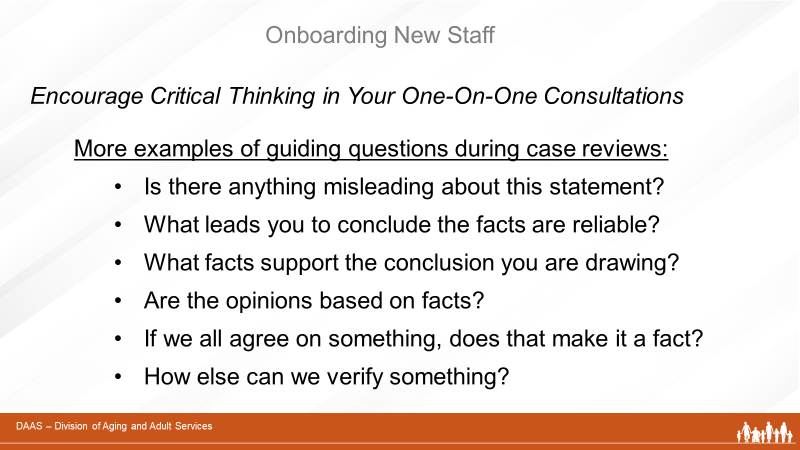 Onboarding New Staff
Encourage Critical Thinking in Your One-On-One Consultations
More examples of guiding questions during case reviews:
• Is there anything misleading about this statement?
• What leads you to conclude the facts are reliable?
• What facts support the conclusion you are drawing?
• Are the opinions based on facts?
• If we all agree on something, does that make it a fact?
• How else can we verify something?
DAAS – Division of Aging and Adult Services